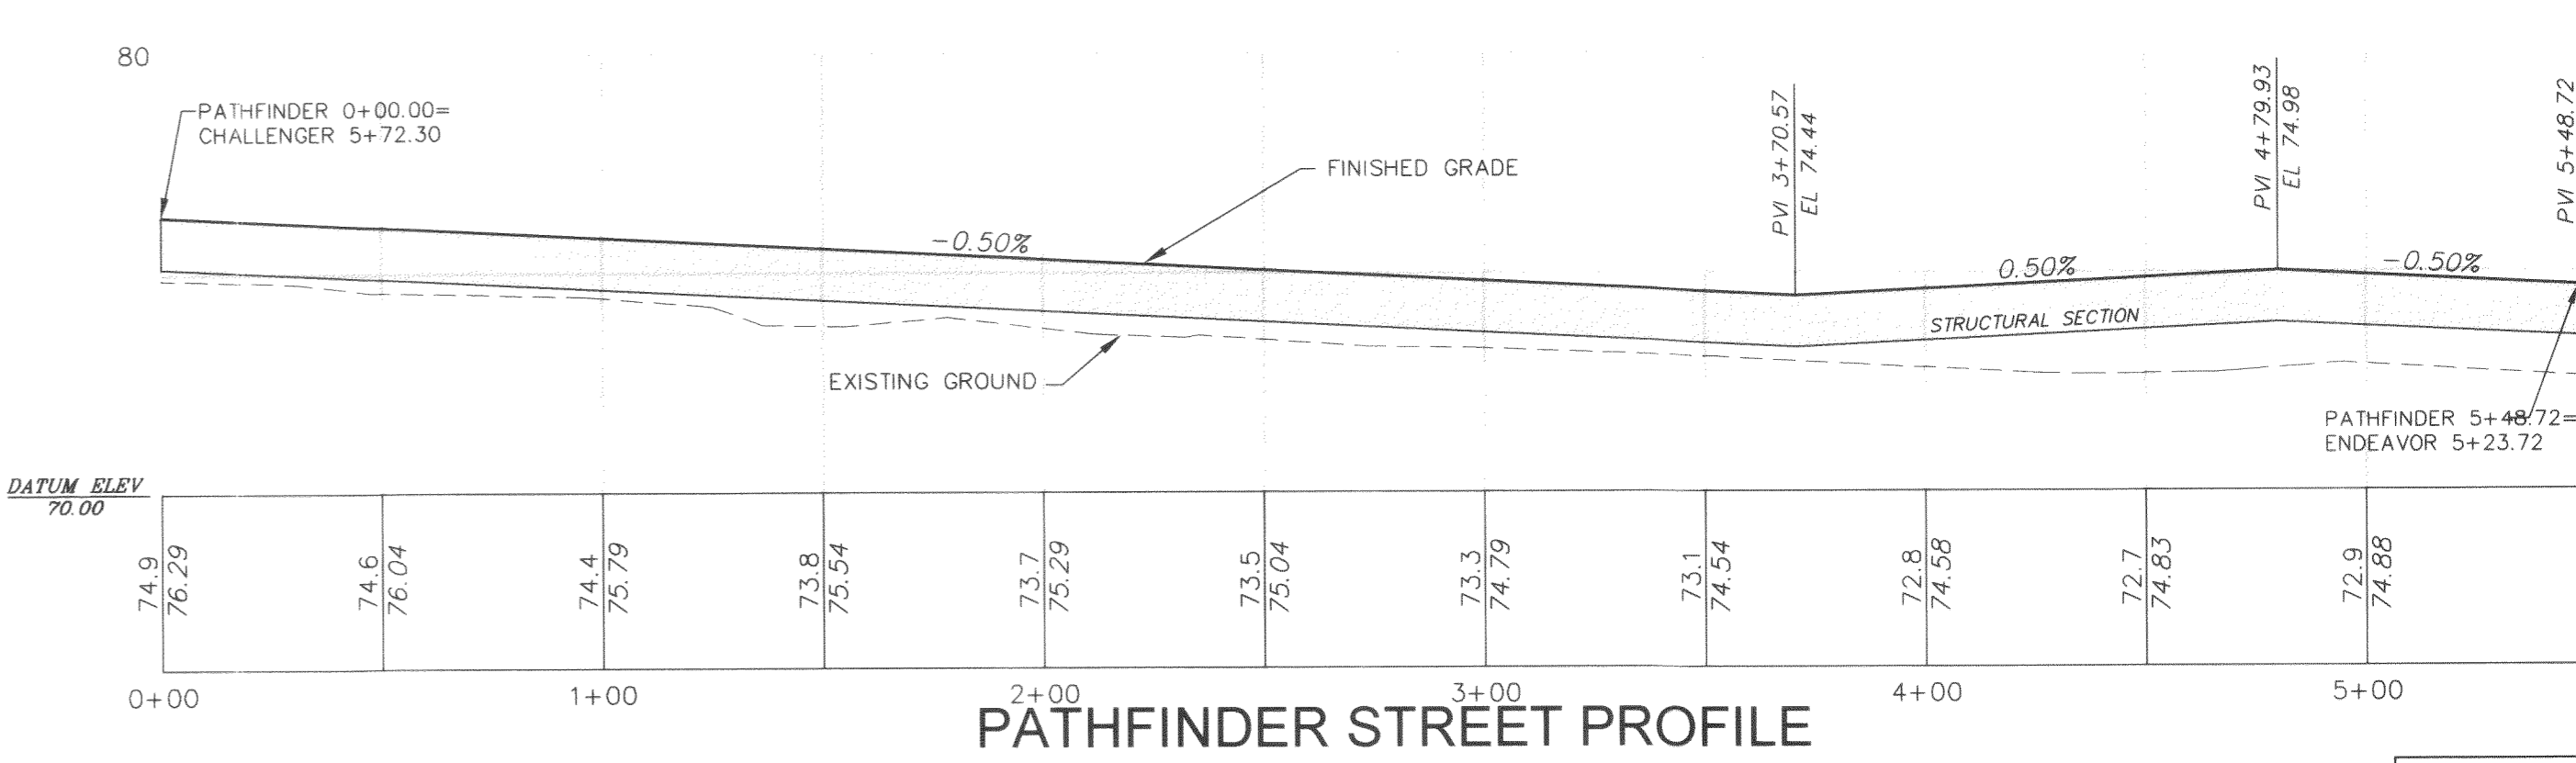 80
PATHFINDER 0+00.00=
CHALLENGER 5+72.30
FINISHED GRADE
-0.50%
PVI 3+70.57
EL 74.44
0.50%
PVI 4+79.93
EL 74.98
-0.50%
PVI 5+48.72
STRUCTURAL SECTION
EXISTING GROUND
PATHFINDER 5+48.72=
ENDEAVOR 5+23.72
DATUM ELEV
70.00
74.9
76.29
74.6
76.04
74.4
75.79
73.8
75.54
73.7
75.29
73.5
75.04
73.3
74.79
73.1
74.54
72.8
74.58
72.7
74.83
72.9
74.88
0+00
1+00
2+00
3+00
4+00
5+00
PATHFINDER STREET PROFILE